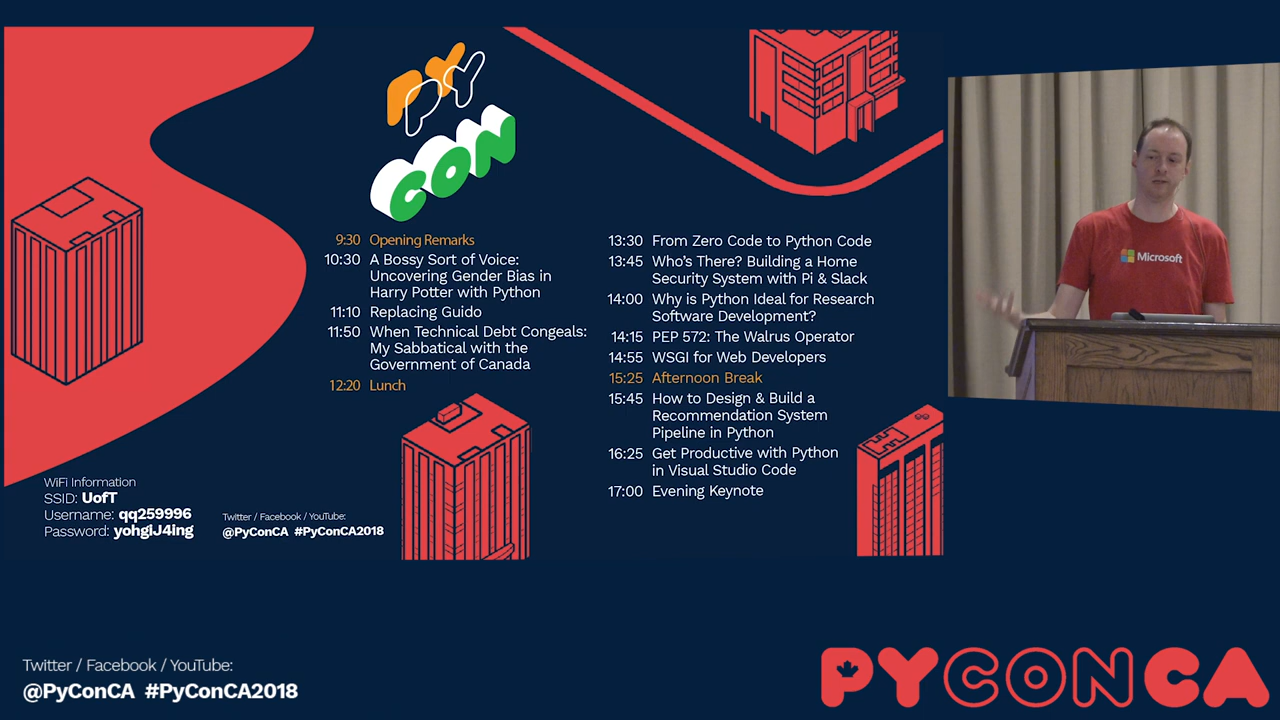 PY
PY
CON
9:30 Opening Remarks
10:30 A Bossy Sort of Voice:
Uncovering Gender Bias in
Harry Potter with Python
11:10 Replacing Guido
11:50 When Technical Debt Congeals:
My Sabbatical with the
Government of Canada
12:20 Lunch
13:30 From Zero Code to Python Code
13:45 Who's There? Building a Home
Security System with Pi & Slack
14:00 Why is Python Ideal for Research
Software Development?
14:15 PEP 572: The Walrus Operator
14:55 WSGI for Web Developers
15:25 Afternoon Break
15:45 How to Design & Build a
Recommendation System
Pipeline in Python
16:25 Get Productive with Python
in Visual Studio Code
17:00 Evening Keynote
WiFi Information
SSID: UofT
Username: qq259996
Password: yohgiJ4ing
Twitter / Facebook / YouTube:
@PyConCA #PyConCA2018
Microsoft
Twitter / Facebook / YouTube:
@PyConCA #PyConCA2018
PYCONCA